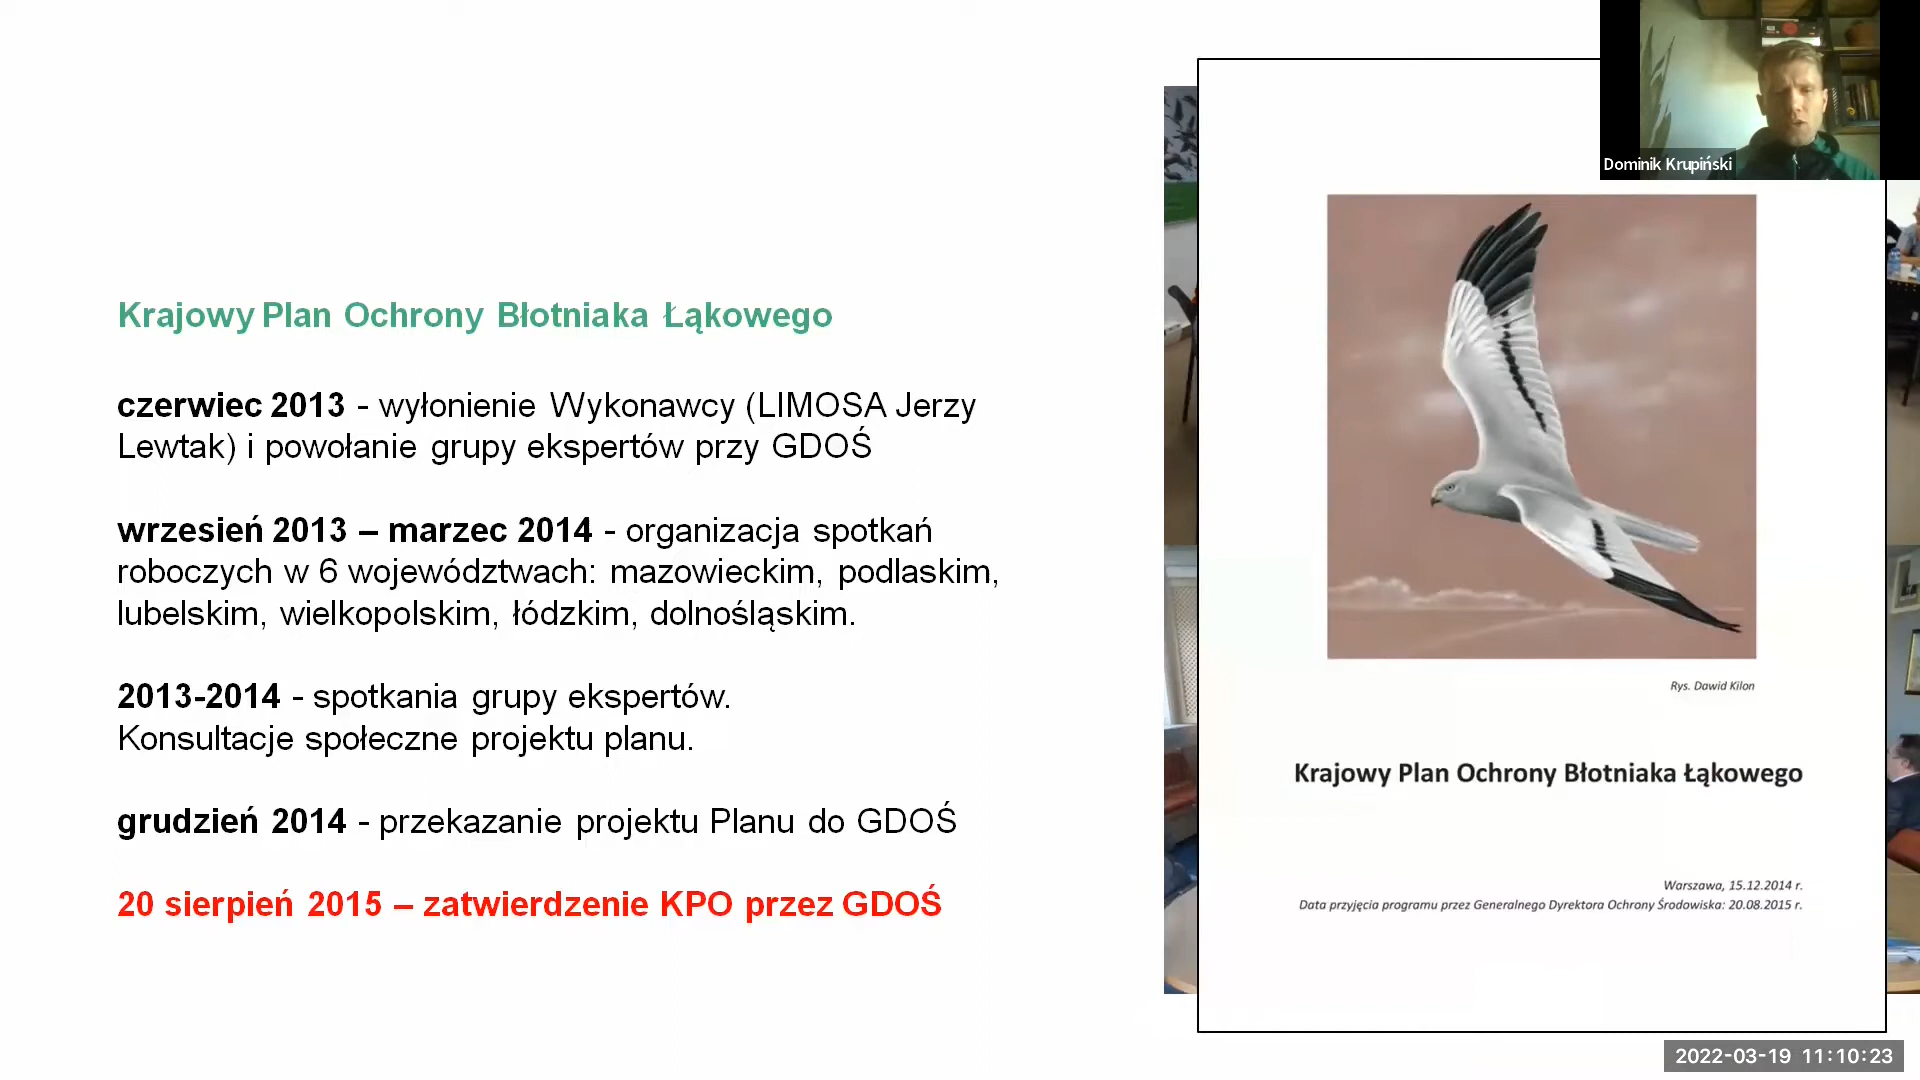 Krajowy Plan Ochrony Błotniaka Łąkowego
czerwiec 2013 - wyłonienie Wykonawcy (LIMOSA Jerzy
Lewtak) i powołanie grupy ekspertów przy GDOŚ
wrzesień 2013 – marzec 2014 - organizacja spotkań
roboczych w 6 województwach: mazowieckim, podlaskim,
lubelskim, wielkopolskim, łódzkim, dolnośląskim.
2013-2014 - spotkania grupy ekspertów.
Konsultacje społeczne projektu planu.
grudzień 2014 - przekazanie projektu Planu do GDOŚ
20 sierpień 2015 – zatwierdzenie KPO przez GDOŚ
Dominik Krupiński
Rys. Dawid Kilon
Krajowy Plan Ochrony Błotniaka Łąkowego
Warszawa, 15.12.2014 r.
Data przyjęcia programu przez Generalnego Dyrektora Ochrony Środowiska: 20.08.2015 r.
2022-03-19 11:10:23